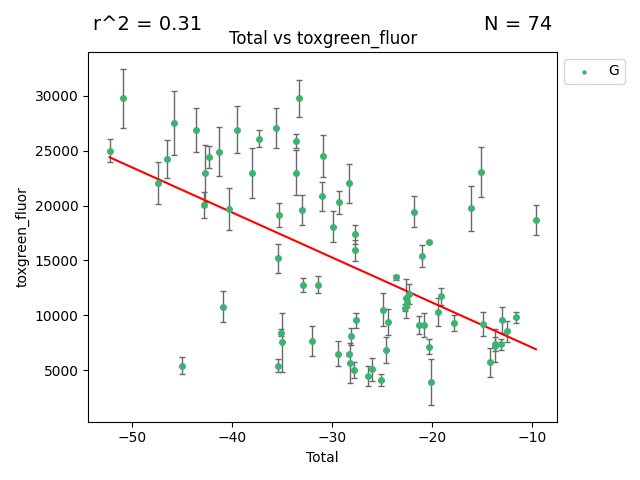 r^2 = 0.31
N = 74
Total vs toxgreen_fluor
G
30000
25000
20000
15000
10000
5000
toxgreen_fluor
−50
−40
−30
−20
−10
Total